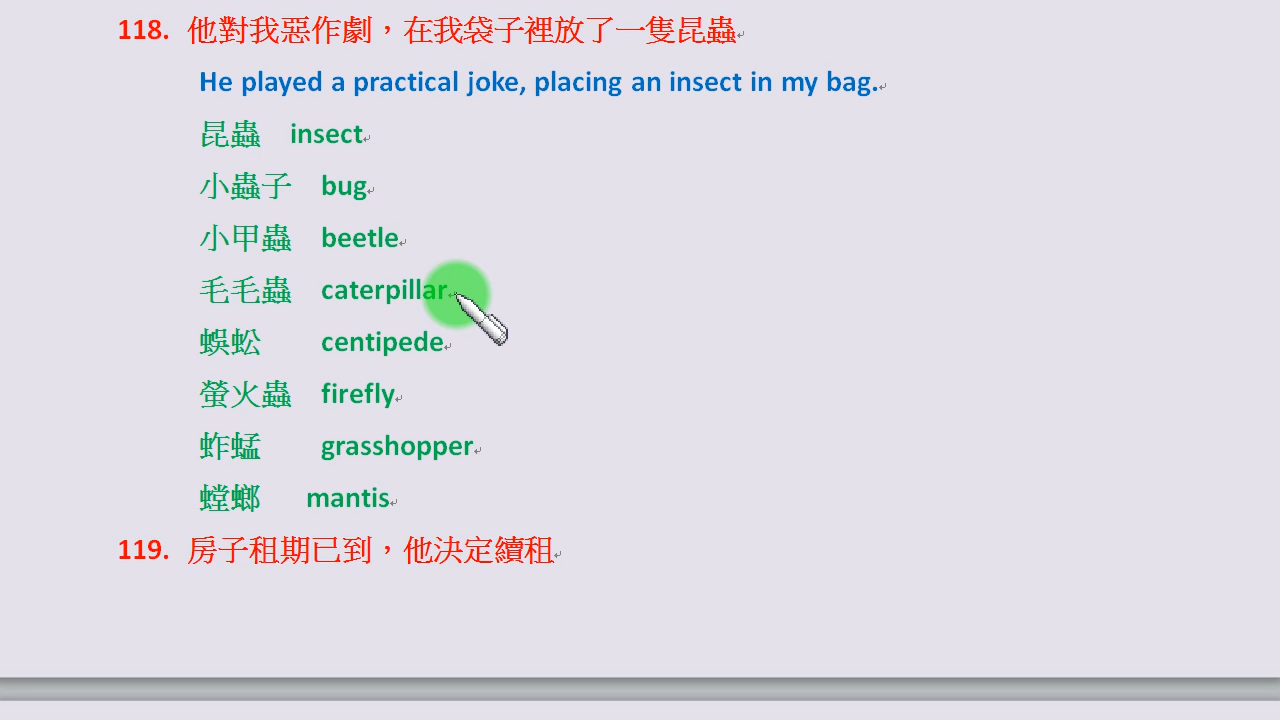 118. 他對我惡作劇，在我袋子裡放了一隻昆蟲
He played a practical joke, placing an insect in my bag.
昆蟲 insect
小蟲子 bug
小甲蟲 beetle
毛毛蟲 caterpillar
蜈蚣 centipede
螢火蟲 firefly
蚱蜢 grasshopper
螳螂 mantis
119. 房子租期已到，他決定續租